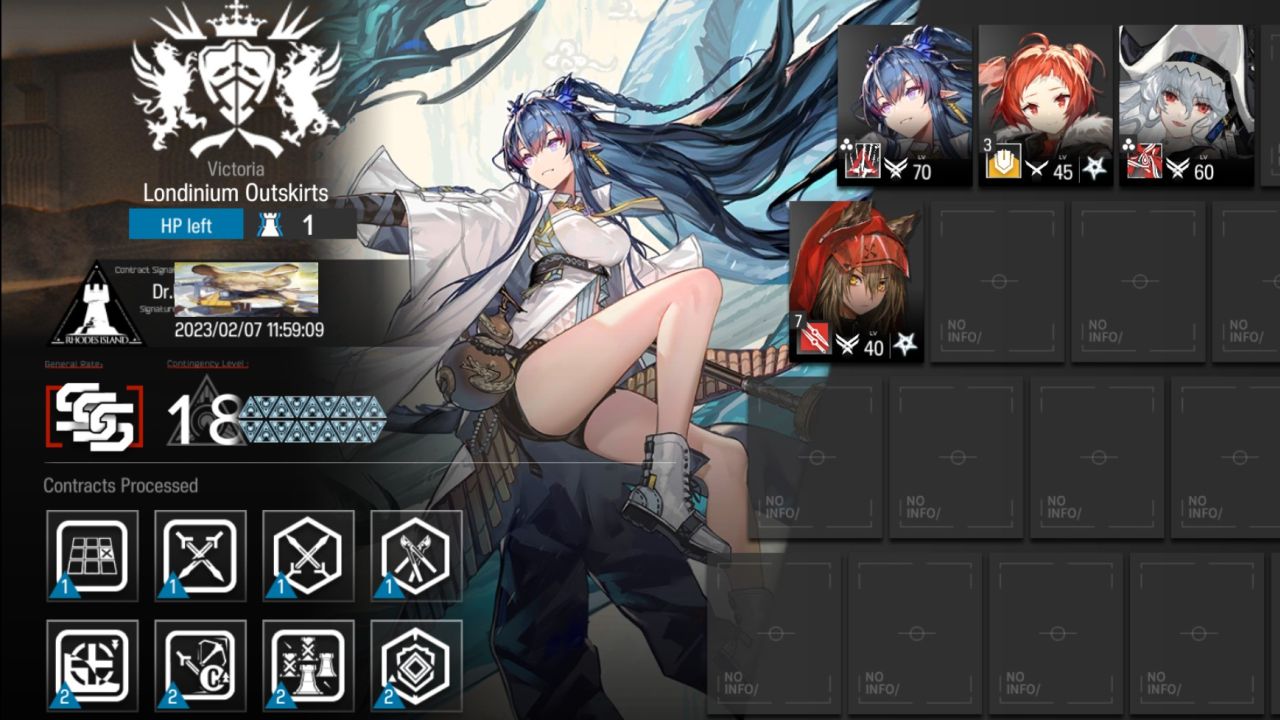 Victoria
Londinium Outskirts
HP left
1
Contract Signa
Dr.
Signatur
2023/02/07 11:59:09
RHODES ISLAND
General Rate:
Contingency Level:
SSS
18
Contracts Processed
1
1
1
1
2
2
2
2
LV
70
3
LV
45
LV
60
7
LV
40
NO
INFO/
NO
INFO/
NO
INFO/
NO
INFO/
NO
INFO/
NO
INFO/
NO
INFO/
NO
INFO/
NO
INFO/
NO
INFO/
NO
INFO/